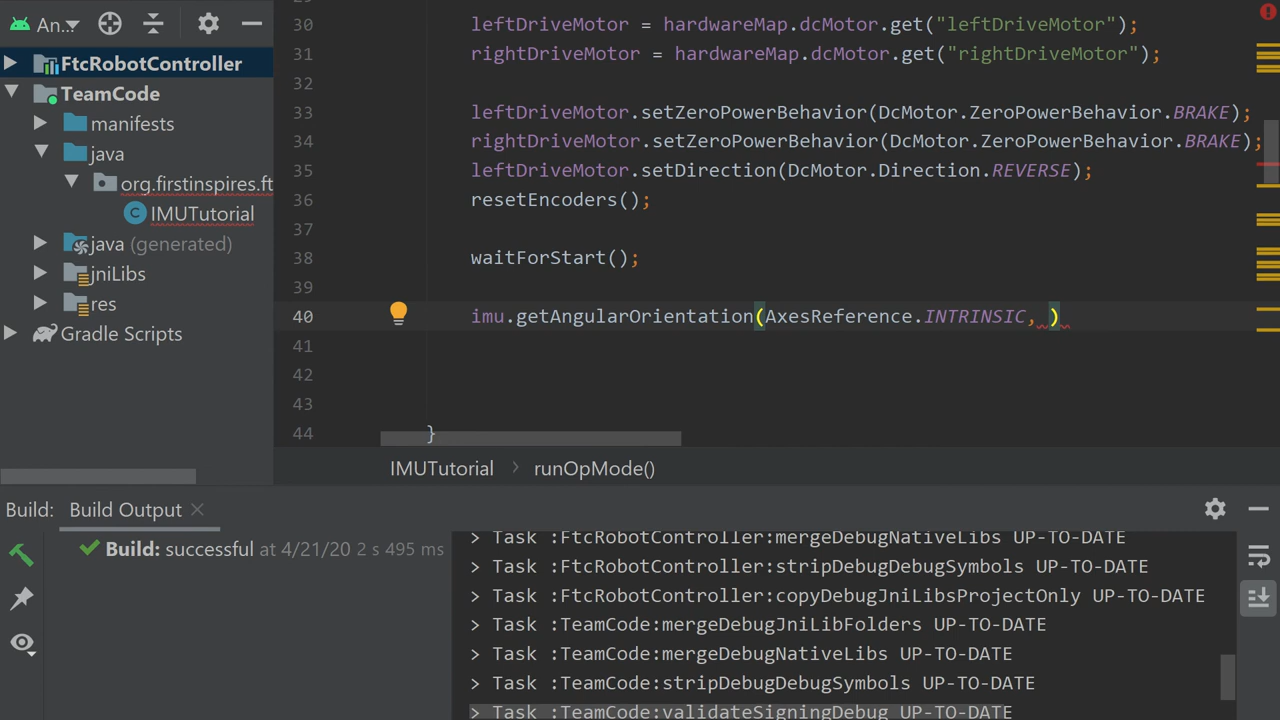 An...
FtcRobotController
TeamCode
manifests
java
org.firstinspires.ft
IMUTutorial
java (generated)
jniLibs
res
Gradle Scripts
30 leftDriveMotor = hardwareMap.dcMotor.get("leftDriveMotor");
31 rightDriveMotor = hardwareMap.dcMotor.get("rightDriveMotor");
32
33 leftDriveMotor.setZeroPowerBehavior(DcMotor.ZeroPowerBehavior.BRAKE);
34 rightDriveMotor.setZeroPowerBehavior(DcMotor.ZeroPowerBehavior.BRAKE);
35 leftDriveMotor.setDirection(DcMotor.Direction.REVERSE);
36 resetEncoders();
37
38 waitForStart();
39
40 imu.getAngularOrientation(AxesReference.INTRINSIC, )
41
42
43
44 }
IMUTutorial > runOpMode()
Build: Build Output
Build: successful at 4/21/20 2 s 495 ms
> Task :FtcRobotController:mergeDebugNativeLibs UP-TO-DATE
> Task :FtcRobotController:stripDebugDebugSymbols UP-TO-DATE
> Task :FtcRobotController:copyDebugJniLibsProjectOnly UP-TO-DATE
> Task :TeamCode:mergeDebugJniLibFolders UP-TO-DATE
> Task :TeamCode:mergeDebugNativeLibs UP-TO-DATE
> Task :TeamCode:stripDebugDebugSymbols UP-TO-DATE
> Task :TeamCode:validateSigningDebug UP-TO-DATE